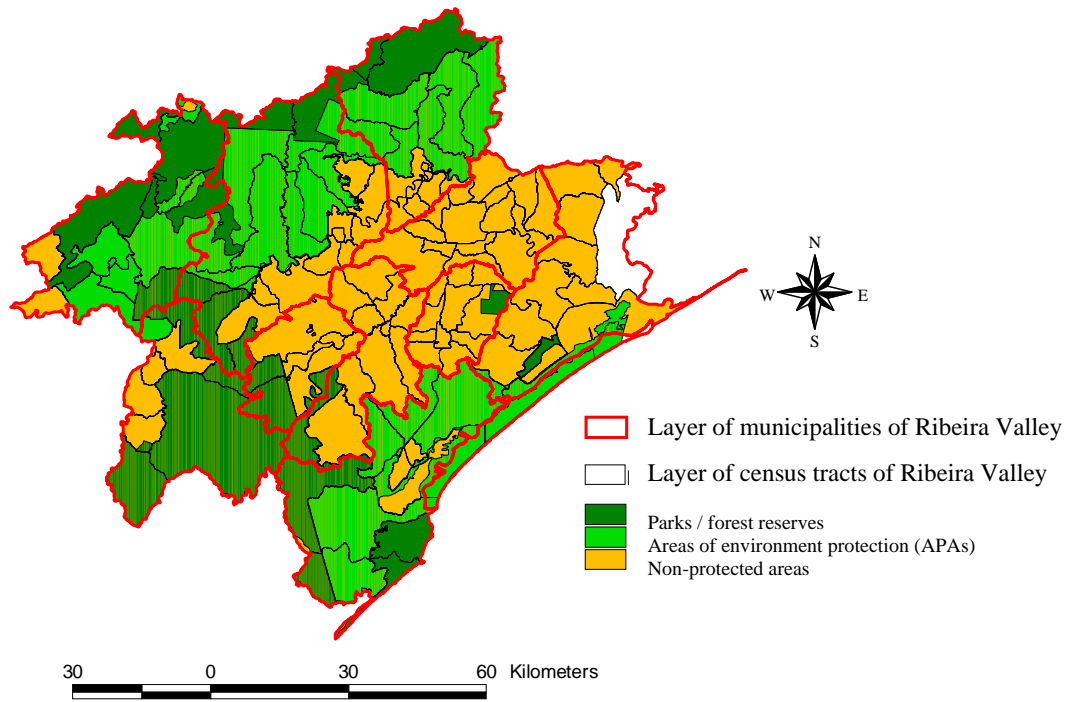 N
W E
S
Layer of municipalities of Ribeira Valley
Layer of census tracts of Ribeira Valley
Parks / forest reserves
Areas of environment protection (APAs)
Non-protected areas
30 0 30 60 Kilometers